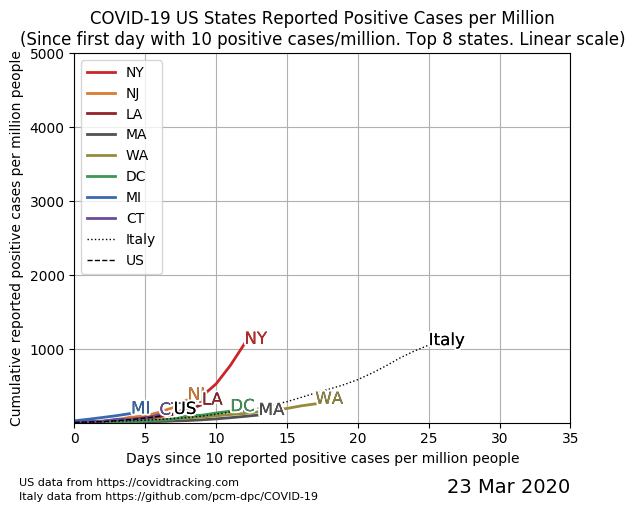 COVID-19 US States Reported Positive Cases per Million
(Since first day with 10 positive cases/million. Top 8 states. Linear scale)
Cumulative reported positive cases per million people
5000
4000
3000
2000
1000
NY
NJ
LA
MA
WA
DC
MI
CT
Italy
US
NY
Italy
LA
WA
MI
US
DC
MA
0
5
10
15
20
25
30
35
Days since 10 reported positive cases per million people
US data from https://covidtracking.com
Italy data from https://github.com/pcm-dpc/COVID-19
23 Mar 2020